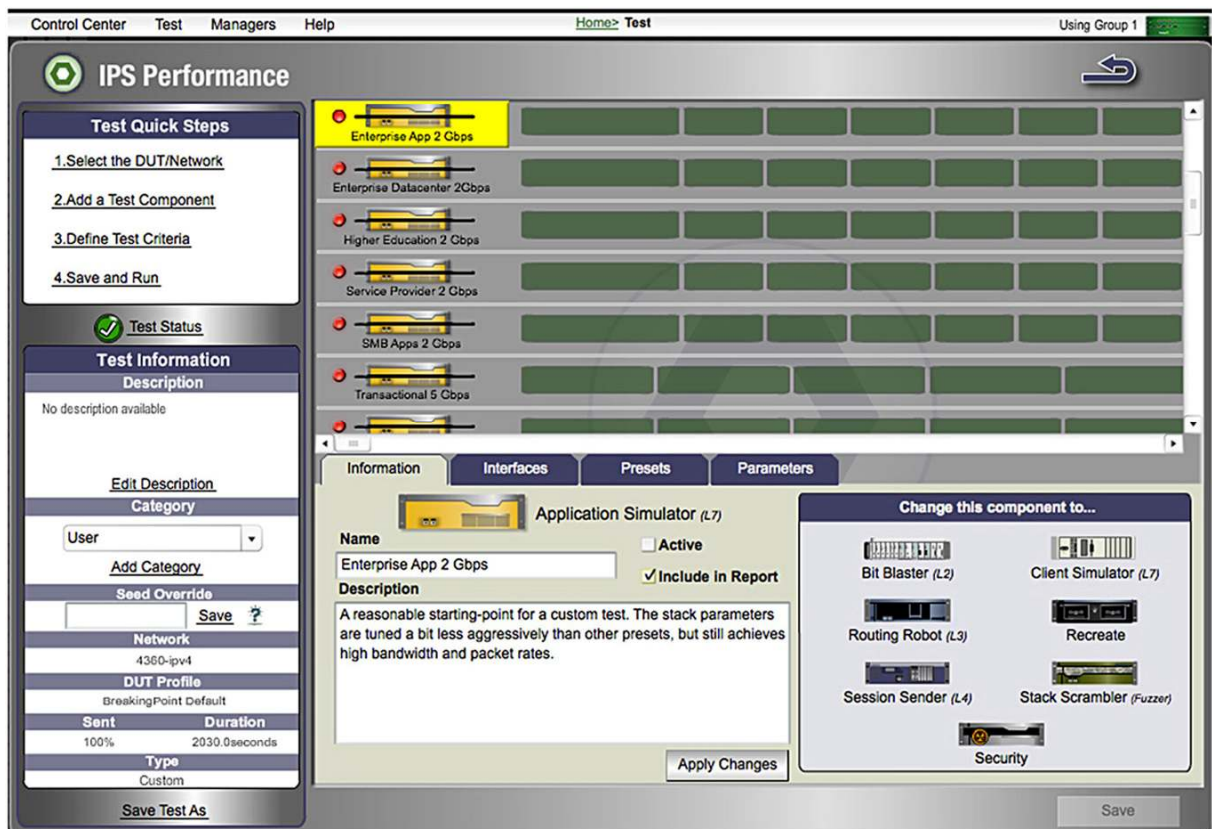 Control Center Test Managers Help Home> Test Using Group 1
IPS Performance
Test Quick Steps
1.Select the DUT/Network
2.Add a Test Component
3.Define Test Criteria
4.Save and Run
Test Status
Test Information
Description
No description available
Edit Description
Category
User
Add Category
Seed Override
Save ?
Network
4360-ipv4
DUT Profile
BreakingPoint Default
Sent Duration
100% 2030.0seconds
Type
Custom
Save Test As
Enterprise App 2 Gbps
Enterprise Datacenter 2Gbps
Higher Education 2 Gbps
Service Provider 2 Gbps
SMB Apps 2 Gbps
Transactional 5 Gbps
Information Interfaces Presets Parameters
Application Simulator (L7)
Name
Active
Enterprise App 2 Gbps
Include in Report
Description
A reasonable starting-point for a custom test. The stack parameters
are tuned a bit less aggressively than other presets, but still achieves
high bandwidth and packet rates.
Apply Changes
Change this component to...
Bit Blaster (L2) Client Simulator (L7)
Routing Robot (L3) Recreate
Session Sender (L4) Stack Scrambler (Fuzzer)
Security
Save